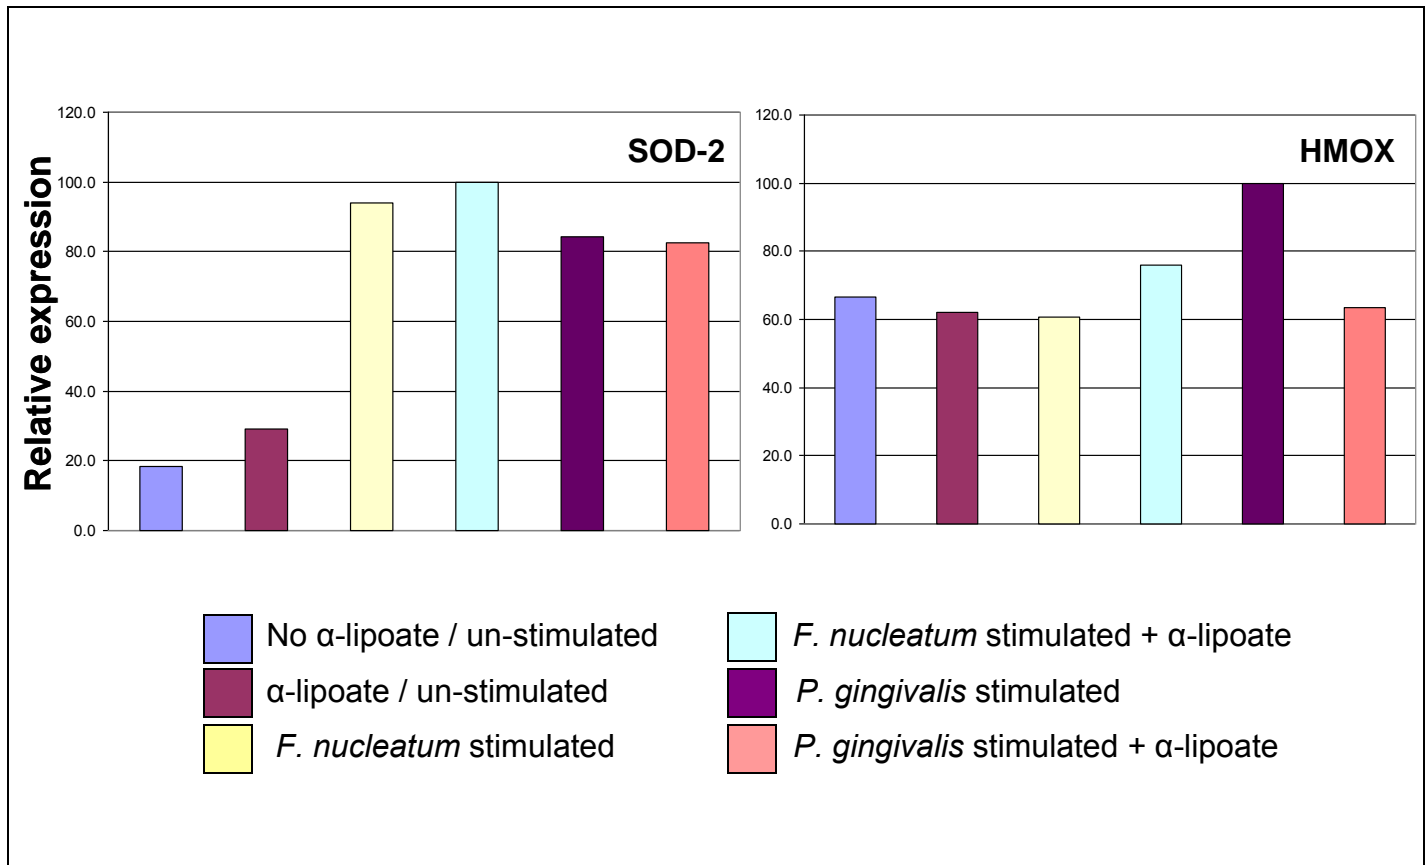 Relative expression
120.0
100.0
80.0
60.0
40.0
20.0
0.0
SOD-2
120.0
100.0
80.0
60.0
40.0
20.0
0.0
HMOX
No α-lipoate / un-stimulated
α-lipoate / un-stimulated
F. nucleatum stimulated
F. nucleatum stimulated + α-lipoate
P. gingivalis stimulated
P. gingivalis stimulated + α-lipoate